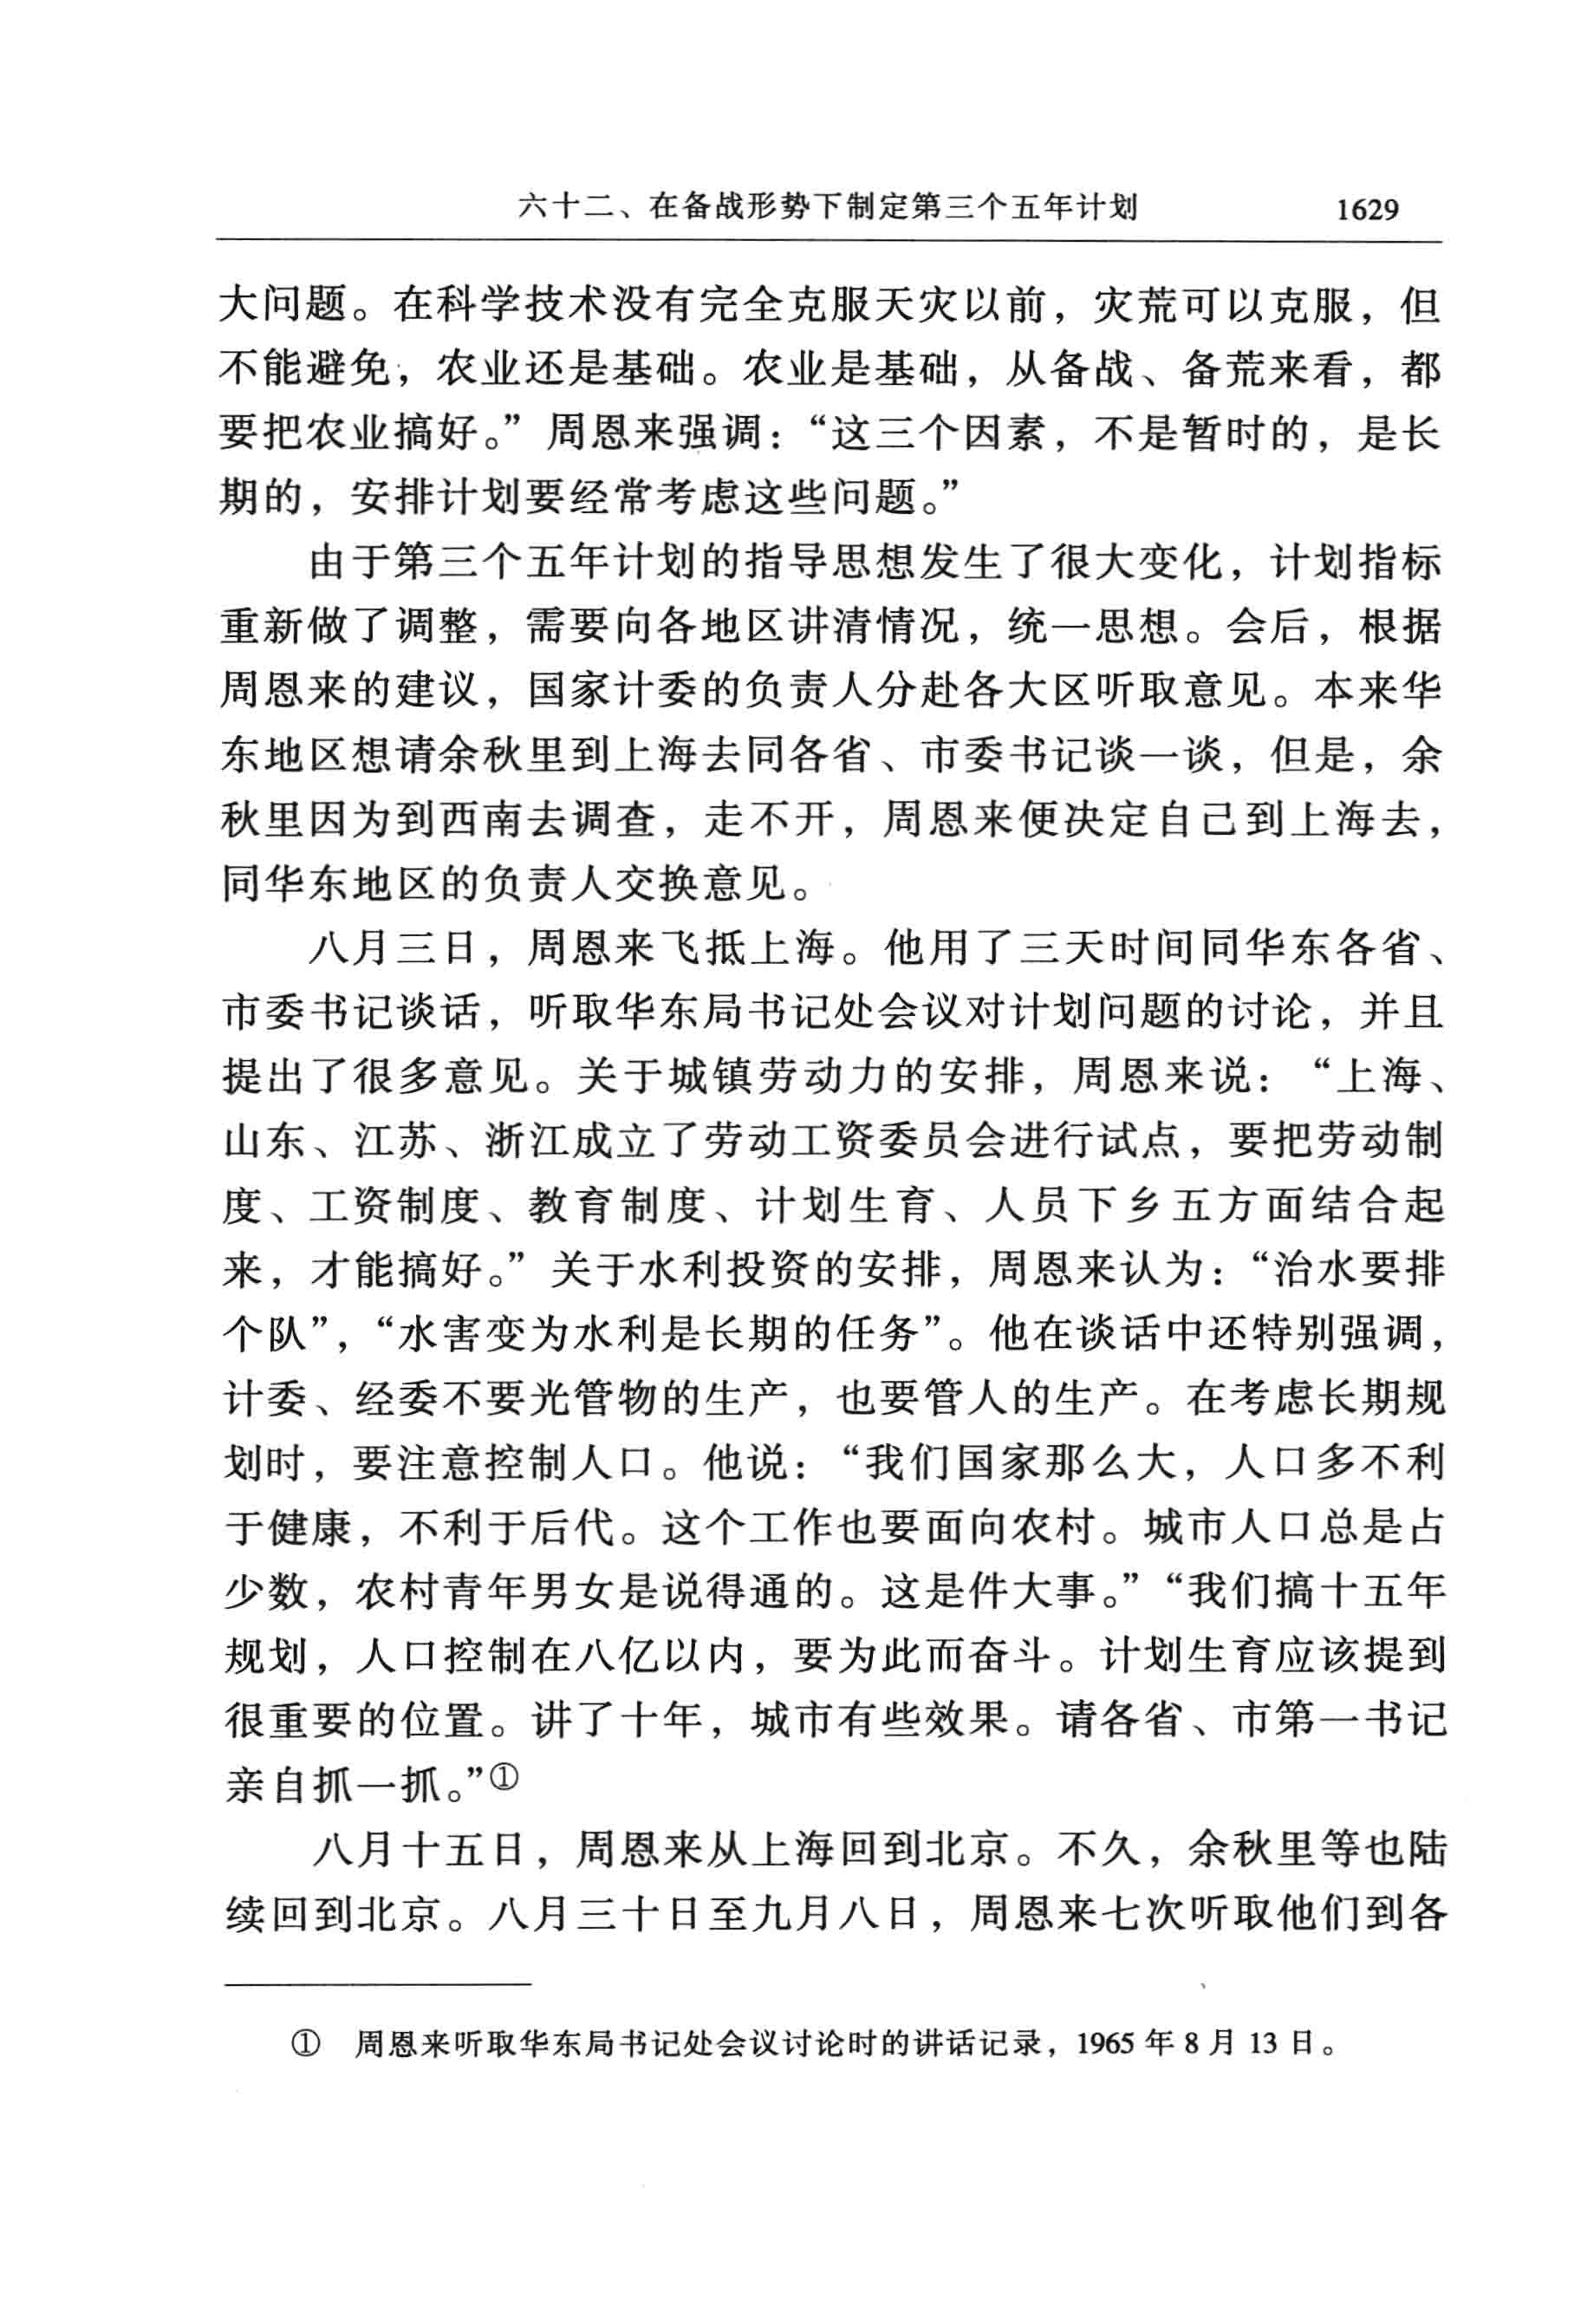 六十二、在备战形势下制定第三个五年计划 1629
大问题。在科学技术没有完全克服天灾以前，灾荒可以克服，但
不能避免，农业还是基础。农业是基础，从备战、备荒来看，都
要把农业搞好。”周恩来强调：“这三个因素，不是暂时的，是长
期的，安排计划要经常考虑这些问题。”
由于第三个五年计划的指导思想发生了很大变化，计划指标
重新做了调整，需要向各地区讲清情况，统一思想。会后，根据
周恩来的建议，国家计委的负责人分赴各大区听取意见。本来华
东地区想请余秋里到上海去同各省、市委书记谈一谈，但是，余
秋里因为到西南去调查，走不开，周恩来便决定自己到上海去，
同华东地区的负责人交换意见。
八月三日，周恩来飞抵上海。他用了三天时间同华东各省、
市委书记谈话，听取华东局书记处会议对计划问题的讨论，并且
提出了很多意见。关于城镇劳动力的安排，周恩来说：“上海、
山东、江苏、浙江成立了劳动工资委员会进行试点，要把劳动制
度、工资制度、教育制度、计划生育、人员下乡五方面结合起
来，才能搞好。”关于水利投资的安排，周恩来认为：“治水要排
个队”，“水害变为水利是长期的任务”。他在谈话中还特别强调，
计委、经委不要光管物的生产，也要管人的生产。在考虑长期规
划时，要注意控制人口。他说：“我们国家那么大，人口多不利
于健康，不利于后代。这个工作也要面向农村。城市人口总是占
少数，农村青年男女是说得通的。这是件大事。”“我们搞十五年
规划，人口控制在八亿以内，要为此而奋斗。计划生育应该提到
很重要的位置。讲了十年，城市有些效果。请各省、市第一书记
亲自抓一抓。”①
八月十五日，周恩来从上海回到北京。不久，余秋里等也陆
续回到北京。八月三十日至九月八日，周恩来七次听取他们到各
① 周恩来听取华东局书记处会议讨论时的讲话记录，1965 年 8 月 13 日。